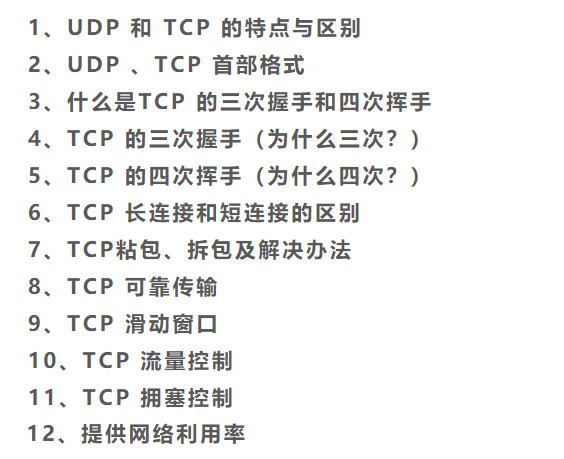 1、UDP 和 TCP 的特点与区别
2、UDP 、TCP 首部格式
3、什么是TCP 的三次握手和四次挥手
4、TCP 的三次握手（为什么三次？）
5、TCP 的四次挥手（为什么四次？）
6、TCP 长连接和短连接的区别
7、TCP粘包、拆包及解决办法
8、TCP 可靠传输
9、TCP 滑动窗口
10、TCP 流量控制
11、TCP 拥塞控制
12、提供网络利用率